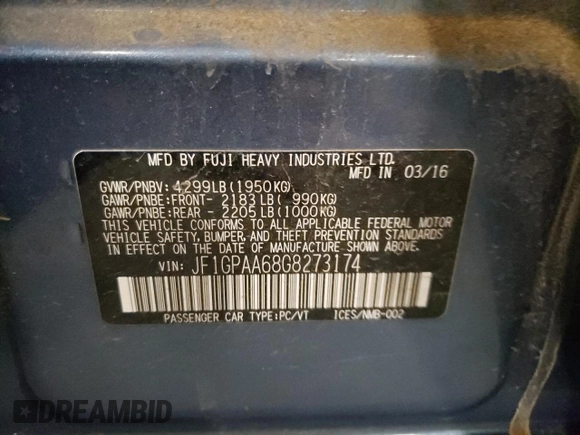 MFD BY FUJI HEAVY INDUSTRIES LTD.
MFD IN 03/16
GVWR/PNBV: 4299LB(1950KG)
GAWR/PNBE:FRONT- 2183LB( 990KG)
GAWR/PNBE:REAR - 2205LB(1000KG)
THIS VEHICLE CONFORMS TO ALL APPLICABLE FEDERAL MOTOR
VEHICLE SAFETY, BUMPER, AND THEFT PREVENTION STANDARDS
IN EFFECT ON THE DATE OF MANUFACTURE SHOWN ABOVE.
VIN: JF1GPAA68G8273174
PASSENGER CAR TYPE:PC/VT ICES/NMB-002
DREAMBID